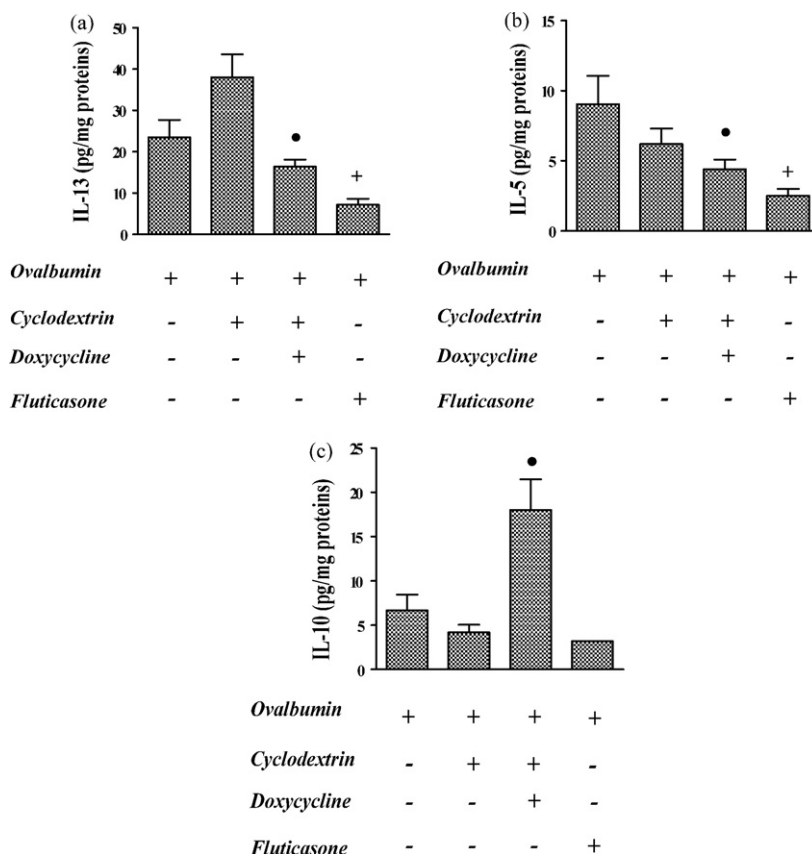 (a)
IL-13 (pg/mg proteins)
50
40
30
20
10
0
•
+
Ovalbumin + + + +
Cyclodextrin - + + -
Doxycycline - - + -
Fluticasone - - - +
(b)
IL-5 (pg/mg proteins)
15
10
5
0
•
+
Ovalbumin + + + +
Cyclodextrin - + + -
Doxycycline - - + -
Fluticasone - - - +
(c)
IL-10 (pg/mg proteins)
25
20
15
10
5
0
•
Ovalbumin + + + +
Cyclodextrin - + + -
Doxycycline - - + -
Fluticasone - - - +